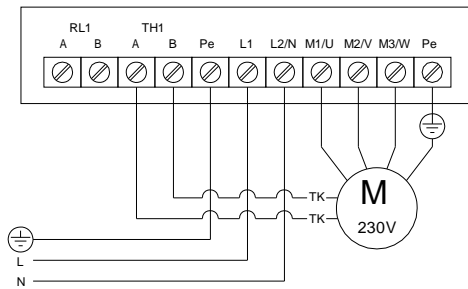 RL1 TH1
A B A B Pe L1 L2/N M1/U M2/V M3/W Pe
TK
TK
M
230V
L
N